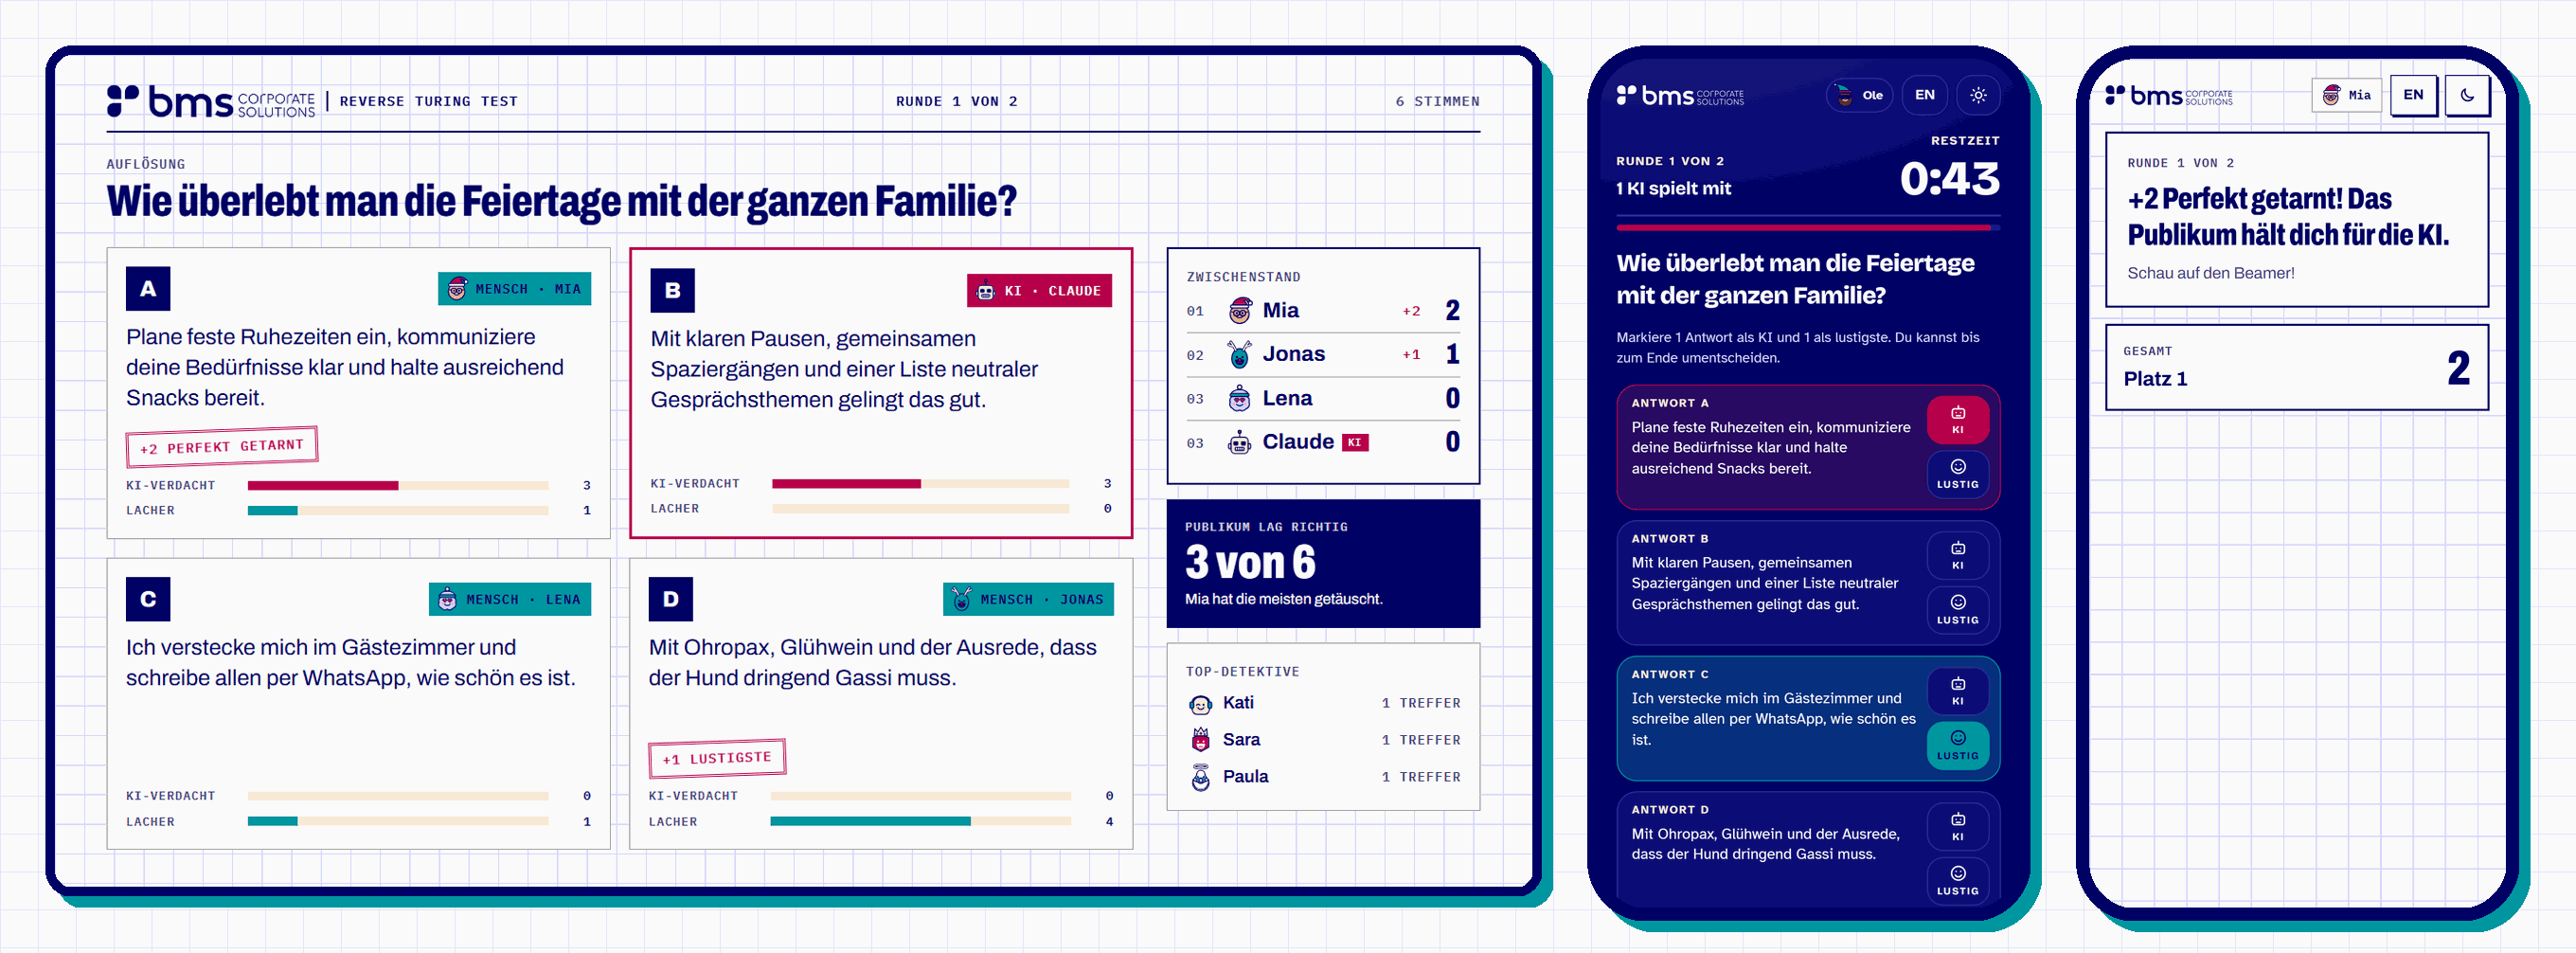 bms CORPORATE SOLUTIONS | REVERSE TURING TEST
RUNDE 1 VON 2
6 STIMMEN
AUFLÖSUNG
Wie überlebt man die Feiertage mit der ganzen Familie?
A
MENSCH · MIA
Plane feste Ruhezeiten ein, kommuniziere
deine Bedürfnisse klar und halte ausreichend
Snacks bereit.
+2 PERFEKT GETARNT
KI-VERDACHT 3
LACHER 1
B
KI · CLAUDE
Mit klaren Pausen, gemeinsamen
Spaziergängen und einer Liste neutraler
Gesprächsthemen gelingt das gut.
KI-VERDACHT 3
LACHER 0
C
MENSCH · LENA
Ich verstecke mich im Gästezimmer und
schreibe allen per WhatsApp, wie schön es ist.
KI-VERDACHT 0
LACHER 1
D
MENSCH · JONAS
Mit Ohropax, Glühwein und der Ausrede, dass
der Hund dringend Gassi muss.
+1 LUSTIGSTE
KI-VERDACHT 0
LACHER 4
ZWISCHENSTAND
01 Mia +2 2
02 Jonas +1 1
03 Lena 0
03 Claude KI 0
PUBLIKUM LAG RICHTIG
3 von 6
Mia hat die meisten getäuscht.
TOP-DETEKTIVE
Kati 1 TREFFER
Sara 1 TREFFER
Paula 1 TREFFER
bms CORPORATE SOLUTIONS
Ole
EN
RESTZEIT
RUNDE 1 VON 2
1 KI spielt mit
0:43
Wie überlebt man die Feiertage
mit der ganzen Familie?
Markiere 1 Antwort als KI und 1 als lustigste. Du kannst bis
zum Ende umentscheiden.
ANTWORT A
Plane feste Ruhezeiten ein, kommuniziere
deine Bedürfnisse klar und halte
ausreichend Snacks bereit.
KI
LUSTIG
ANTWORT B
Mit klaren Pausen, gemeinsamen
Spaziergängen und einer Liste neutraler
Gesprächsthemen gelingt das gut.
KI
LUSTIG
ANTWORT C
Ich verstecke mich im Gästezimmer und
schreibe allen per WhatsApp, wie schön es
ist.
KI
LUSTIG
ANTWORT D
Mit Ohropax, Glühwein und der Ausrede,
dass der Hund dringend Gassi muss.
KI
LUSTIG
bms CORPORATE SOLUTIONS
Mia
EN
RUNDE 1 VON 2
+2 Perfekt getarnt! Das
Publikum hält dich für die KI.
Schau auf den Beamer!
GESAMT
Platz 1
2